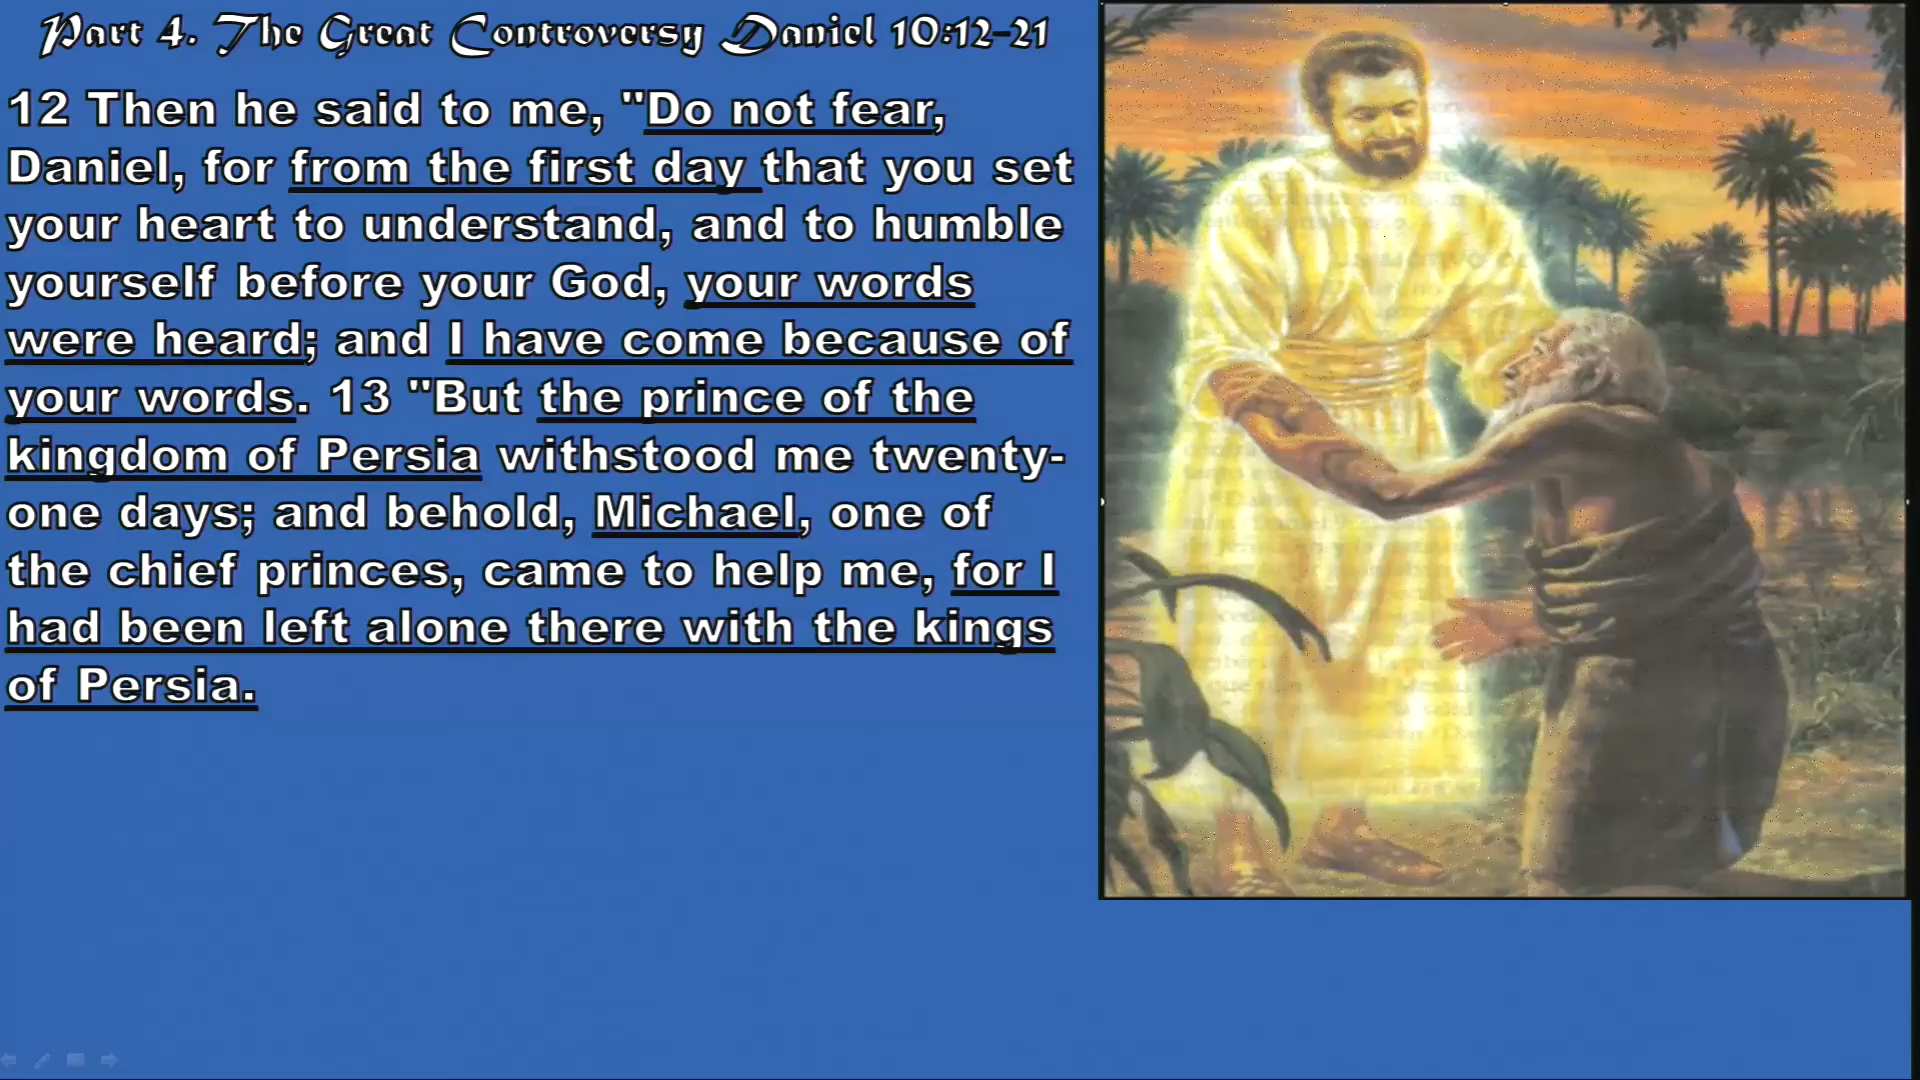 Part 4. The Great Controversy Daniel 10:12-21
12 Then he said to me, "Do not fear,
Daniel, for from the first day that you set
your heart to understand, and to humble
yourself before your God, your words
were heard; and I have come because of
your words. 13 "But the prince of the
kingdom of Persia withstood me twenty-
one days; and behold, Michael, one of
the chief princes, came to help me, for I
had been left alone there with the kings
of Persia.